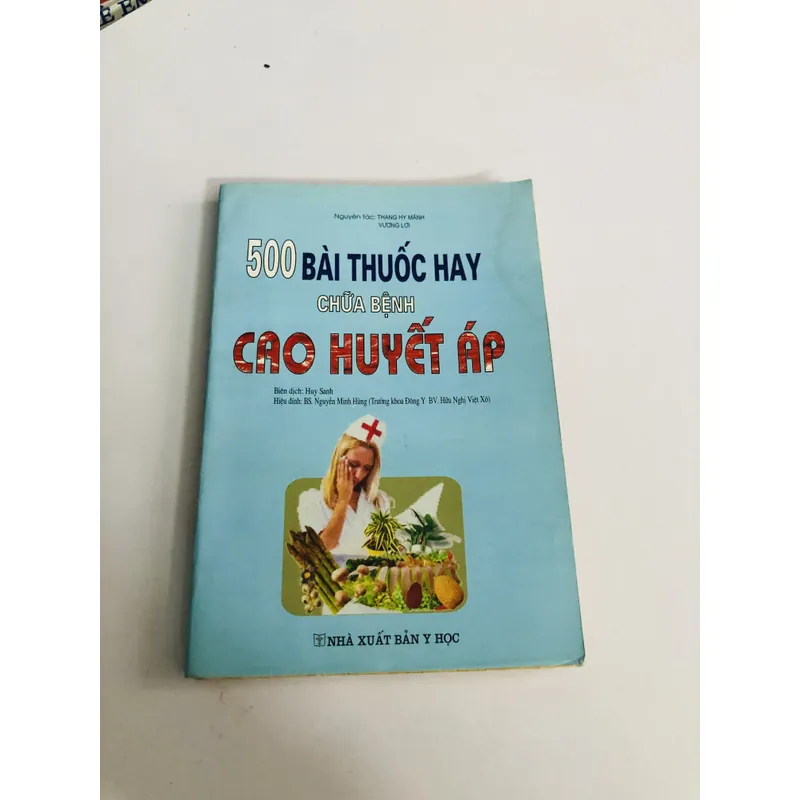 Nguyên tác: THANG HY MÃNH
VƯƠNG LỢI
500 BÀI THUỐC HAY
CHỮA BỆNH
CAO HUYẾT ÁP
Biên dịch: Huy Sanh
Hiệu đính: BS. Nguyễn Minh Hùng (Trưởng khoa Đông Y BV. Hữu Nghị Việt Xô)
NHÀ XUẤT BẢN Y HỌC